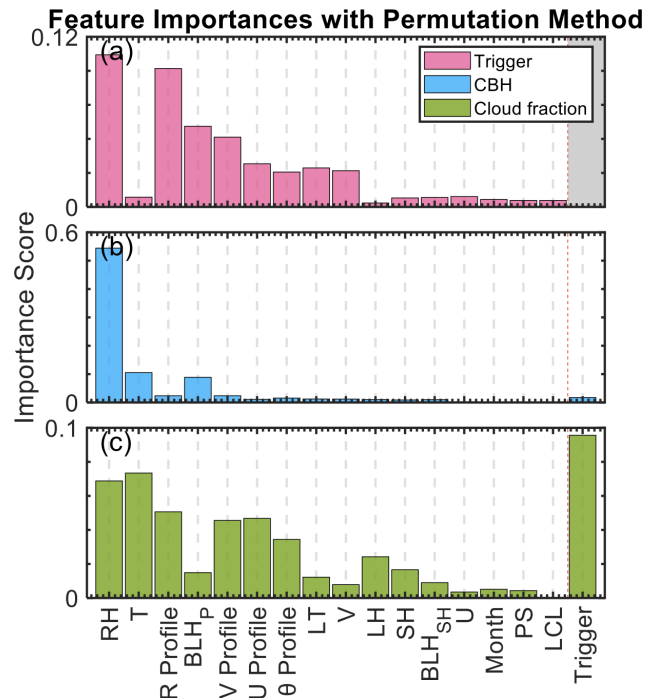 Feature Importances with Permutation Method
0.12
(a)
Trigger
CBH
Cloud fraction
0
0.6
(b)
Importance Score
0
0.1
(c)
0
RH
T
R Profile
BLH_P
V Profile
U Profile
θ Profile
LT
V
LH
SH
BLH_SH
U
Month
PS
LCL
Trigger